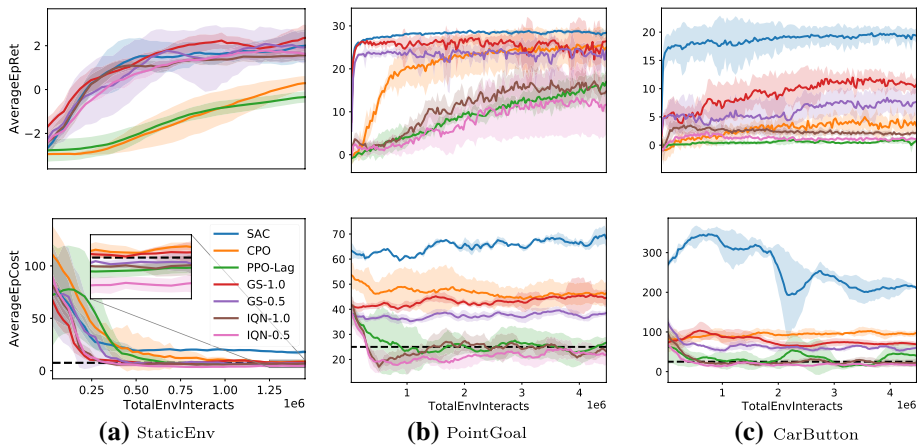 AverageEpRet
2
0
−2
30
20
10
0
20
15
10
5
0
AverageEpCost
100
50
0
SAC
CPO
PPO-Lag
GS-1.0
GS-0.5
IQN-1.0
IQN-0.5
0.25 0.50 0.75 1.00 1.25
1e6
TotalEnvInteracts
70
60
50
40
30
20
1 2 3 4
1e6
TotalEnvInteracts
300
200
100
0
1 2 3 4
1e6
TotalEnvInteracts
(a) StaticEnv
(b) PointGoal
(c) CarButton